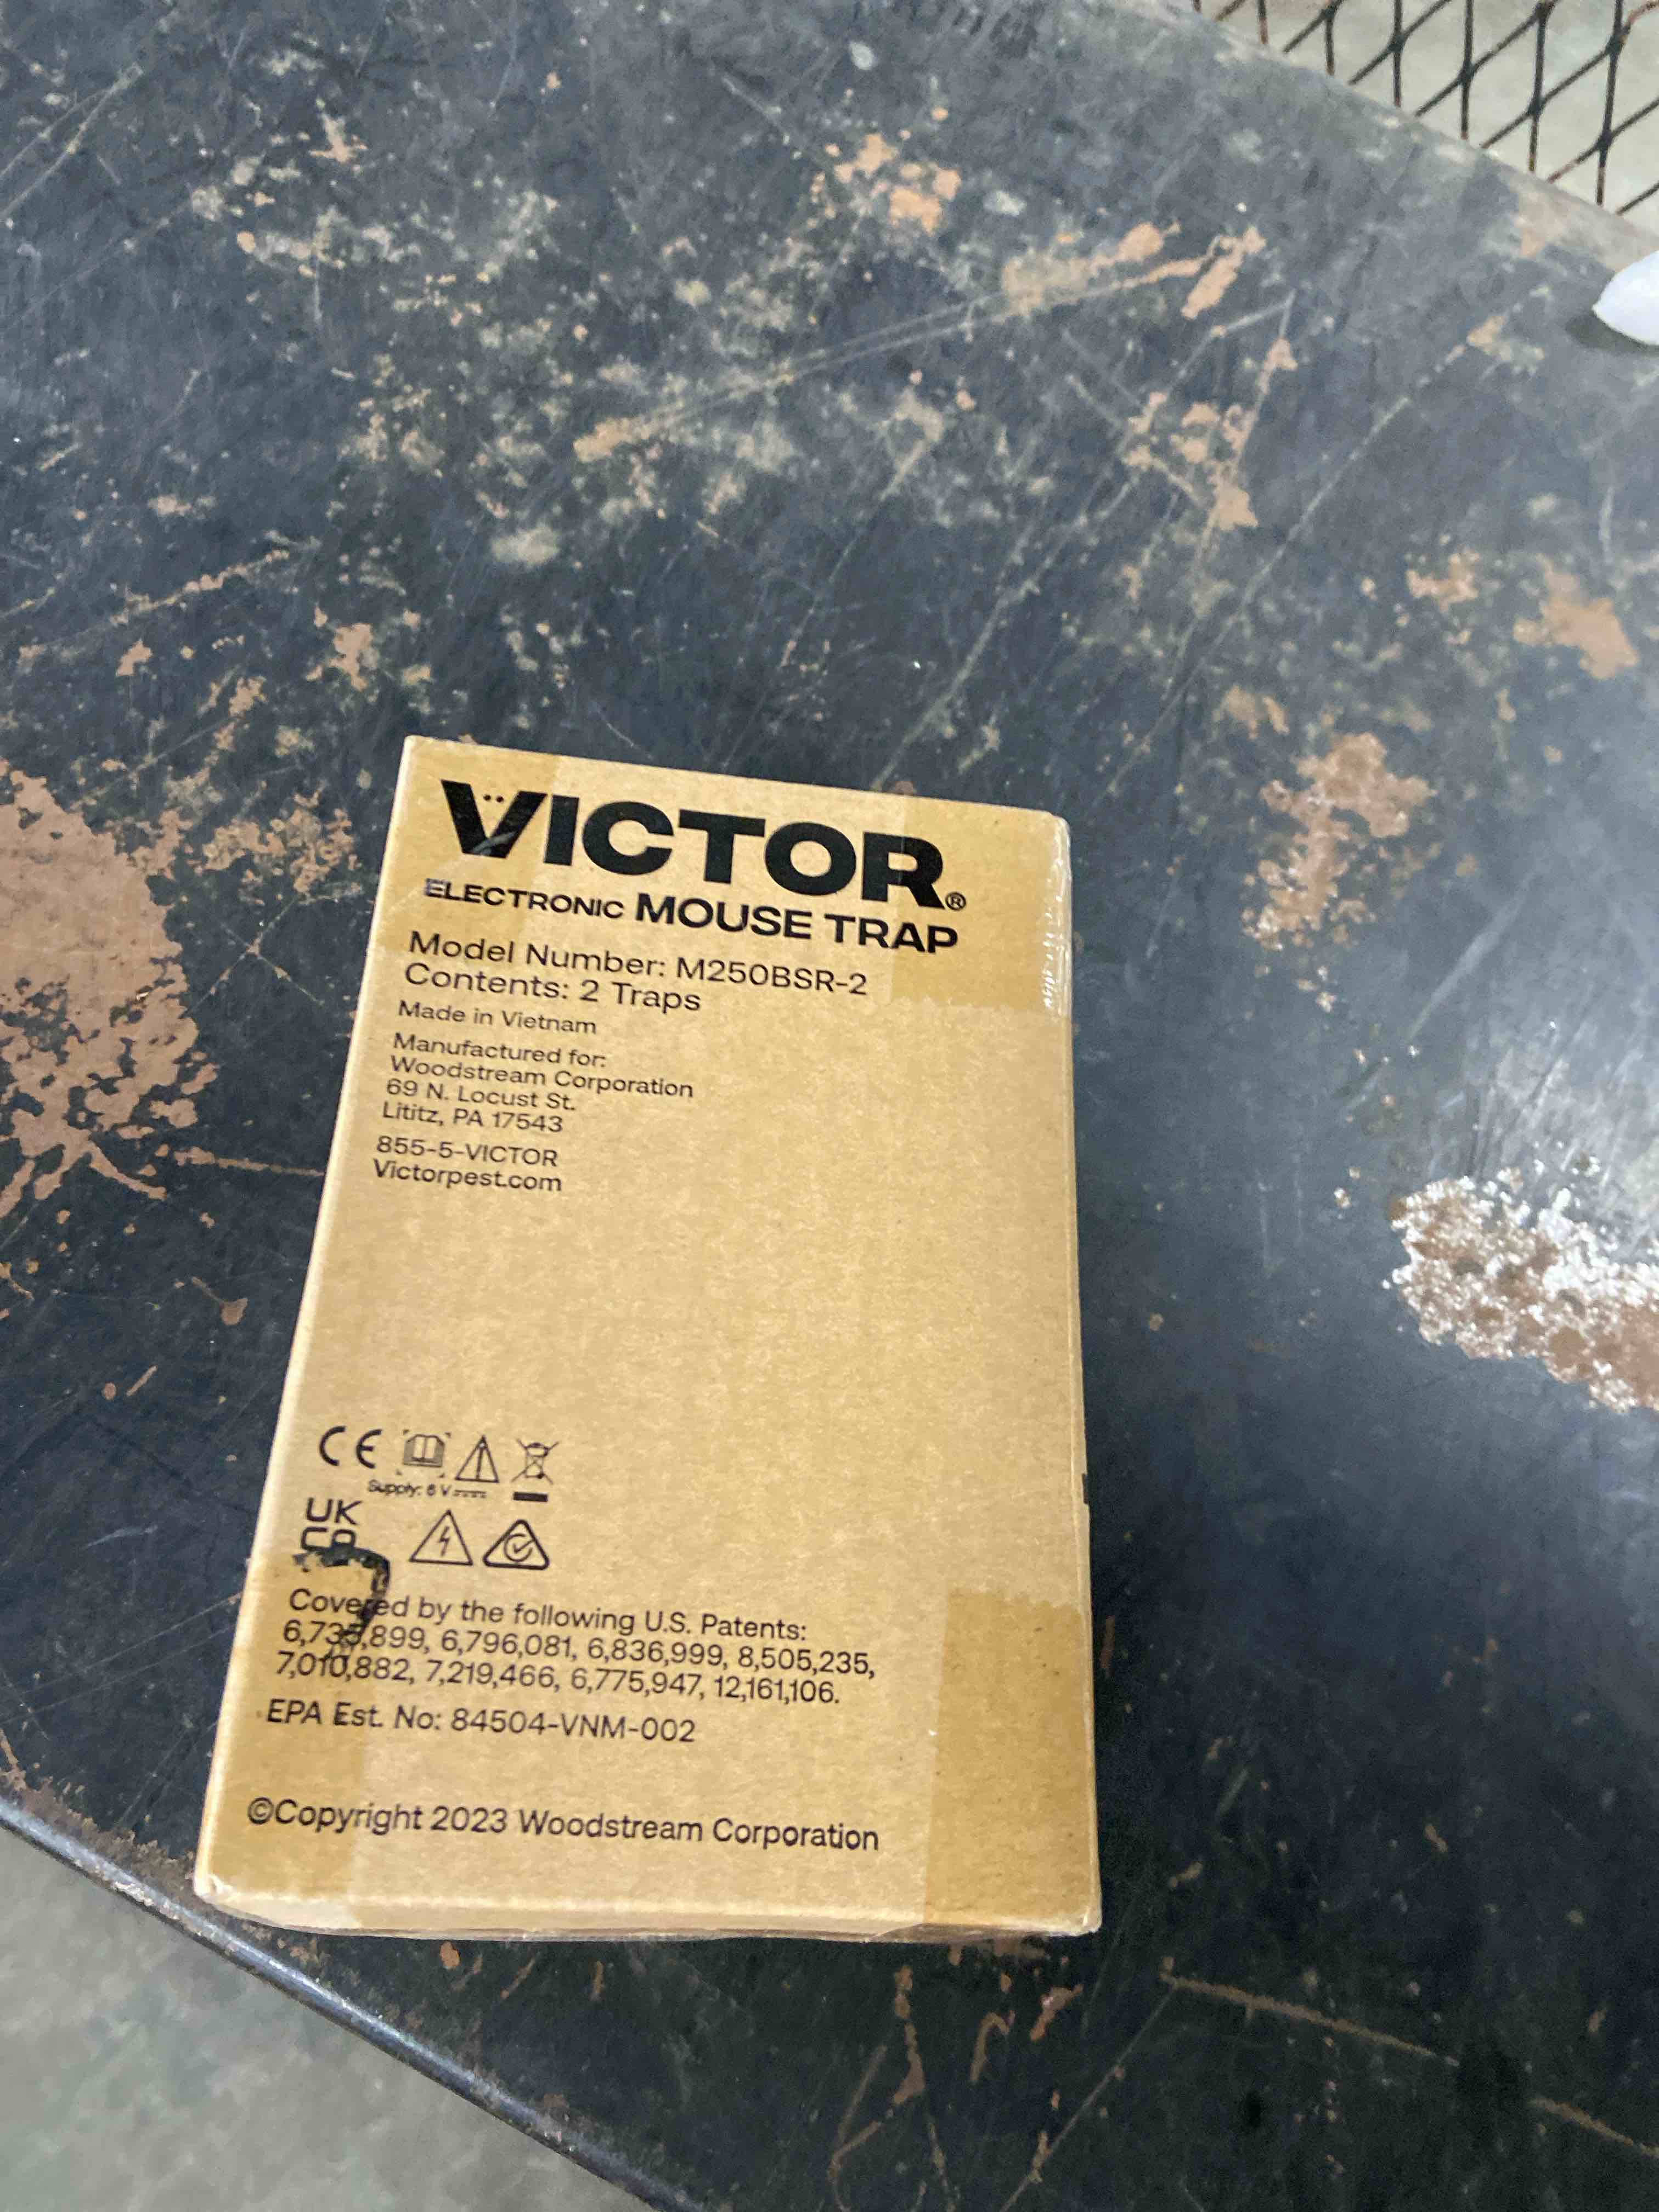 VICTOR®
ELECTRONIC MOUSE TRAP
Model Number: M250BSR-2
Contents: 2 Traps
Made in Vietnam
Manufactured for:
Woodstream Corporation
69 N. Locust St.
Lititz, PA 17543
855-5-VICTOR
Victorpest.com
CE
Supply: 6 V
UK
CA
Covered by the following U.S. Patents:
6,735,899, 6,796,081, 6,836,999, 8,505,235,
7,010,882, 7,219,466, 6,775,947, 12,161,106.
EPA Est. No: 84504-VNM-002
©Copyright 2023 Woodstream Corporation